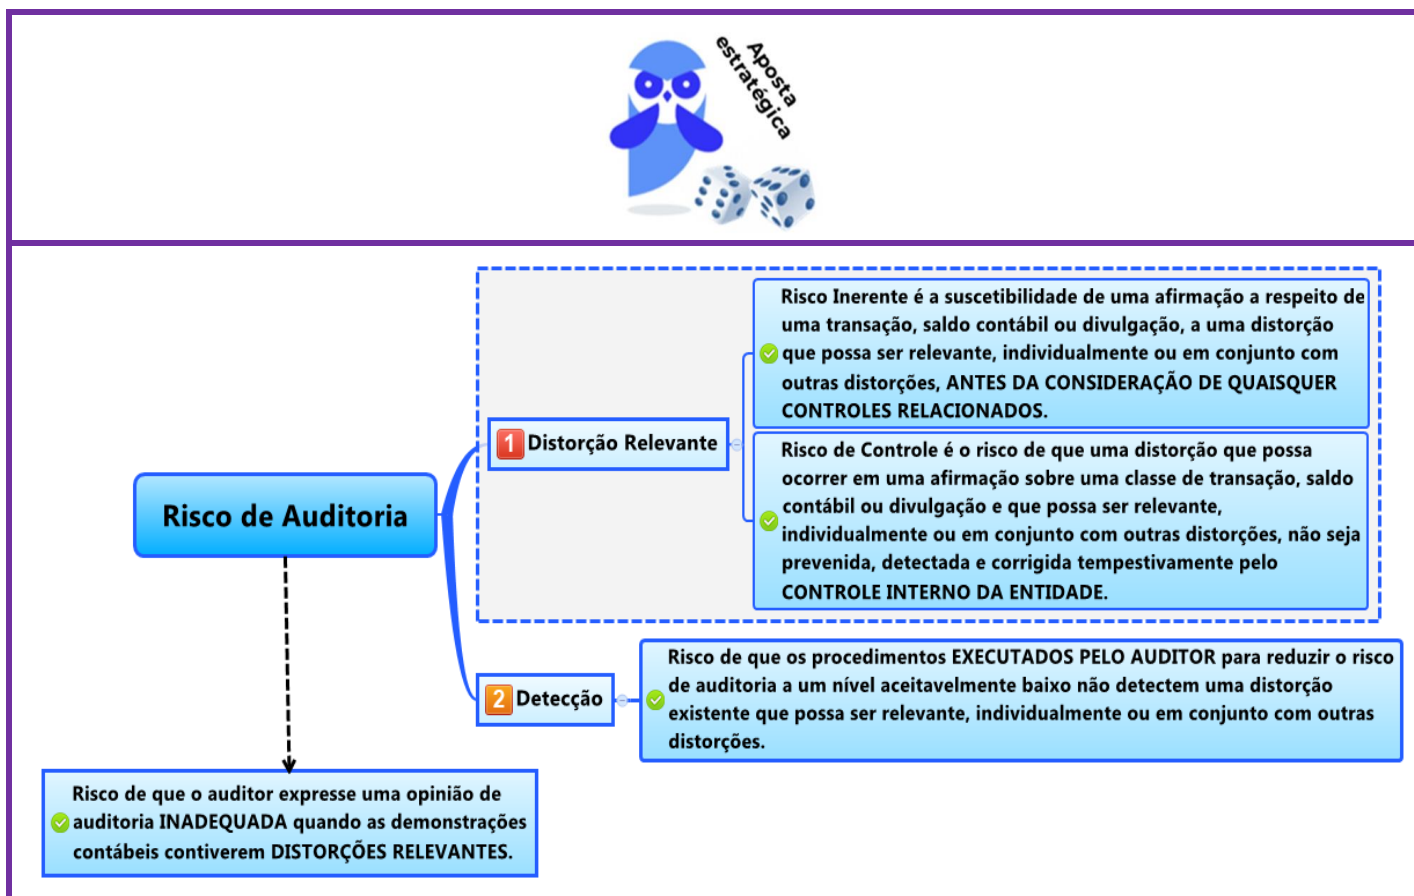 Aposta
estratégica
Risco Inerente é a suscetibilidade de uma afirmação a respeito de
uma transação, saldo contábil ou divulgação, a uma distorção
que possa ser relevante, individualmente ou em conjunto com
outras distorções, ANTES DA CONSIDERAÇÃO DE QUAISQUER
CONTROLES RELACIONADOS.
1 Distorção Relevante
Risco de Controle é o risco de que uma distorção que possa
ocorrer em uma afirmação sobre uma classe de transação, saldo
contábil ou divulgação e que possa ser relevante,
individualmente ou em conjunto com outras distorções, não seja
prevenida, detectada e corrigida tempestivamente pelo
CONTROLE INTERNO DA ENTIDADE.
Risco de Auditoria
2 Detecção
Risco de que os procedimentos EXECUTADOS PELO AUDITOR para reduzir o risco
de auditoria a um nível aceitavelmente baixo não detectem uma distorção
existente que possa ser relevante, individualmente ou em conjunto com outras
distorções.
Risco de que o auditor expresse uma opinião de
auditoria INADEQUADA quando as demonstrações
contábeis contiverem DISTORÇÕES RELEVANTES.